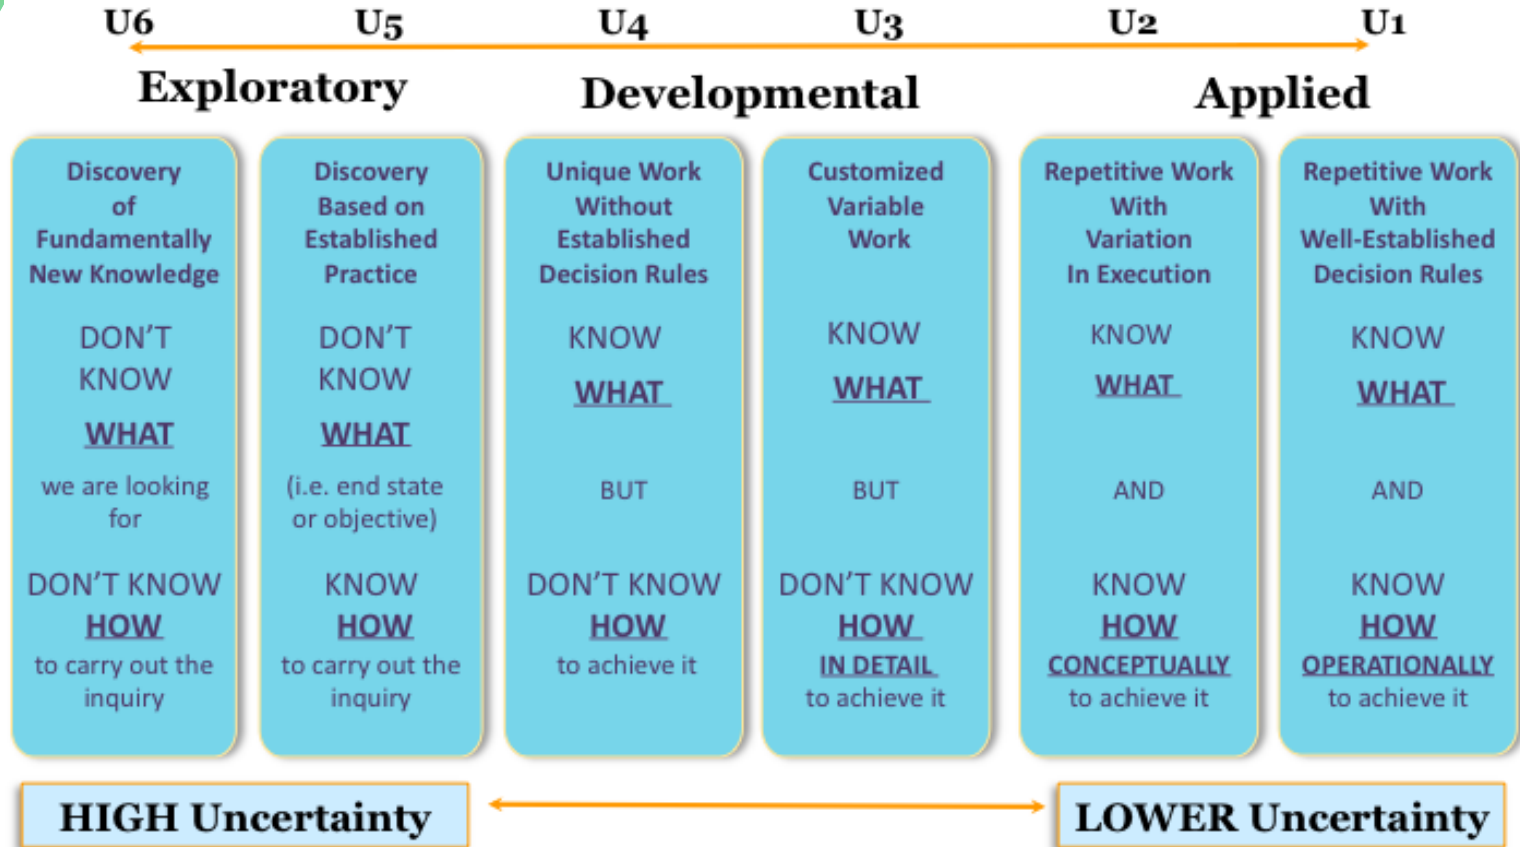 U6
U5
U4
U3
U2
U1
Exploratory
Developmental
Applied
Discovery
of
Fundamentally
New Knowledge
DON'T
KNOW
WHAT
we are looking
for
DON'T KNOW
HOW
to carry out the
inquiry
Discovery
Based on
Established
Practice
DON'T
KNOW
WHAT
(i.e. end state
or objective)
KNOW
HOW
to carry out the
inquiry
Unique Work
Without
Established
Decision Rules
KNOW
WHAT
BUT
DON'T KNOW
HOW
to achieve it
Customized
Variable
Work
KNOW
WHAT
BUT
DON'T KNOW
HOW
IN DETAIL
to achieve it
Repetitive Work
With
Variation
In Execution
KNOW
WHAT
AND
KNOW
HOW
CONCEPTUALLY
to achieve it
Repetitive Work
With
Well-Established
Decision Rules
KNOW
WHAT
AND
KNOW
HOW
OPERATIONALLY
to achieve it
HIGH Uncertainty
LOWER Uncertainty